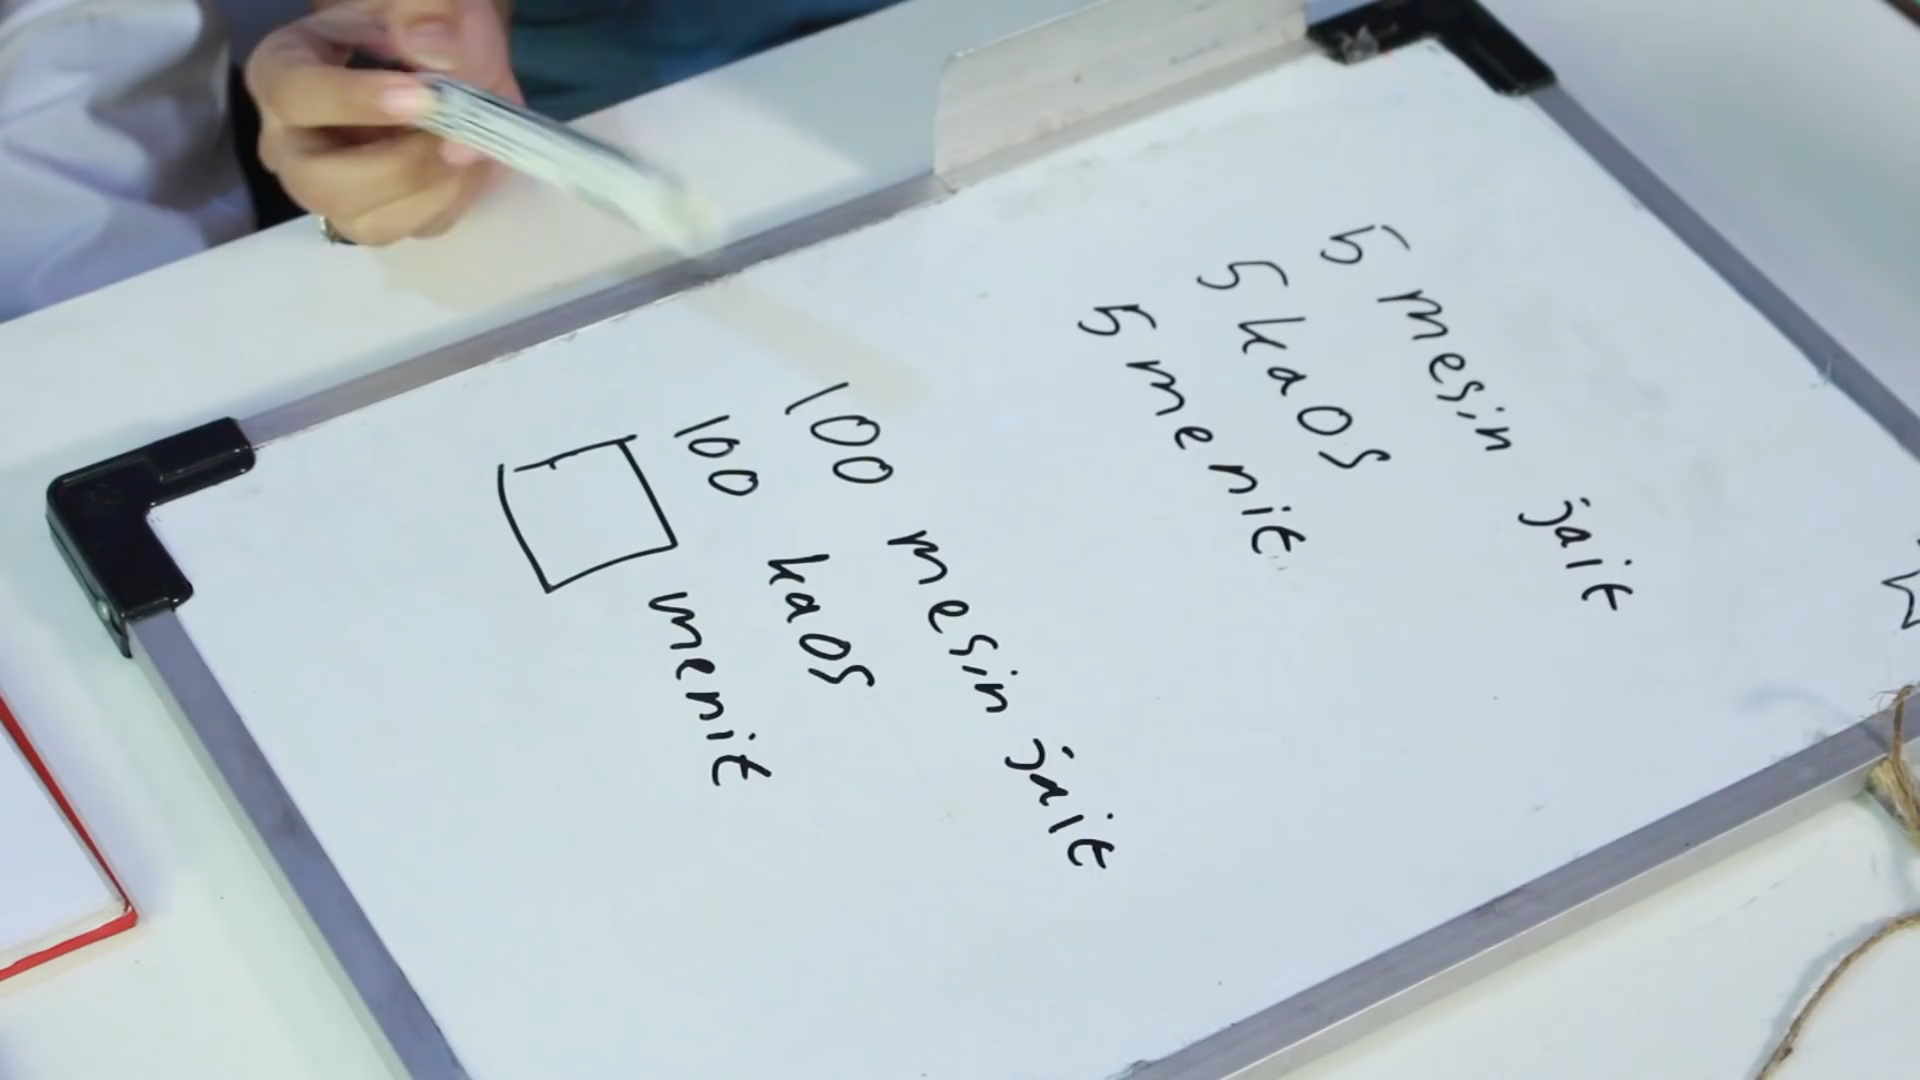 5 mesin jait
5 kaos
5 menit
100 mesin jait
100 kaos
menit